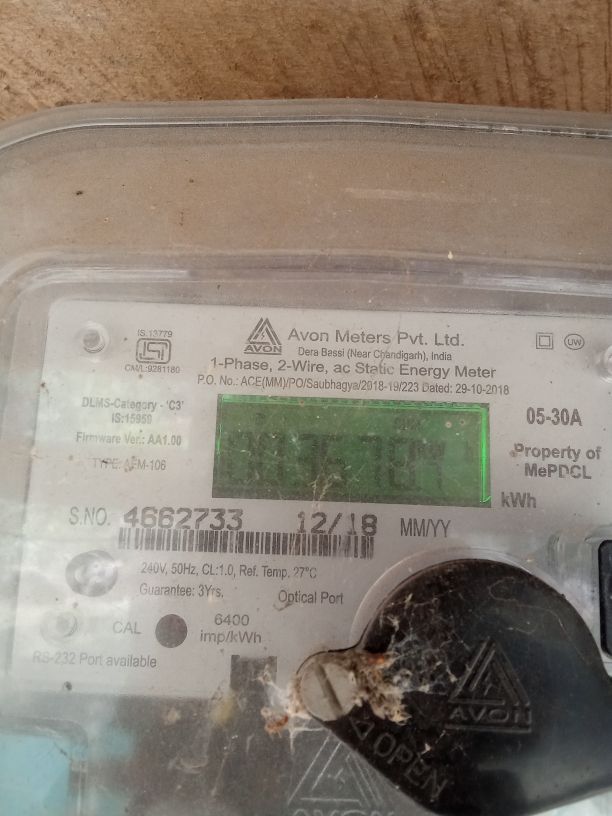 IS.13779
CM/L:9281180
AVON
Avon Meters Pvt. Ltd.
Dera Bassi (Near Chandigarh), India
UW
1-Phase, 2-Wire, ac Static Energy Meter
P.O. No.: ACE(MM)/PO/Saubhagya/2018-19/223 Dated: 29-10-2018
DLMS-Category - 'C3'
IS:15959
Firmware Ver.: AA1.00
TYPE: AEM-106
05-30A
Property of
MePDCL
kWh
S.NO. 4662733 12/18 MM/YY
240V, 50Hz, CL:1.0, Ref. Temp. 27°C
Guarantee: 3Yrs, Optical Port
CAL 6400
imp/kWh
RS-232 Port available
AVON
OPEN